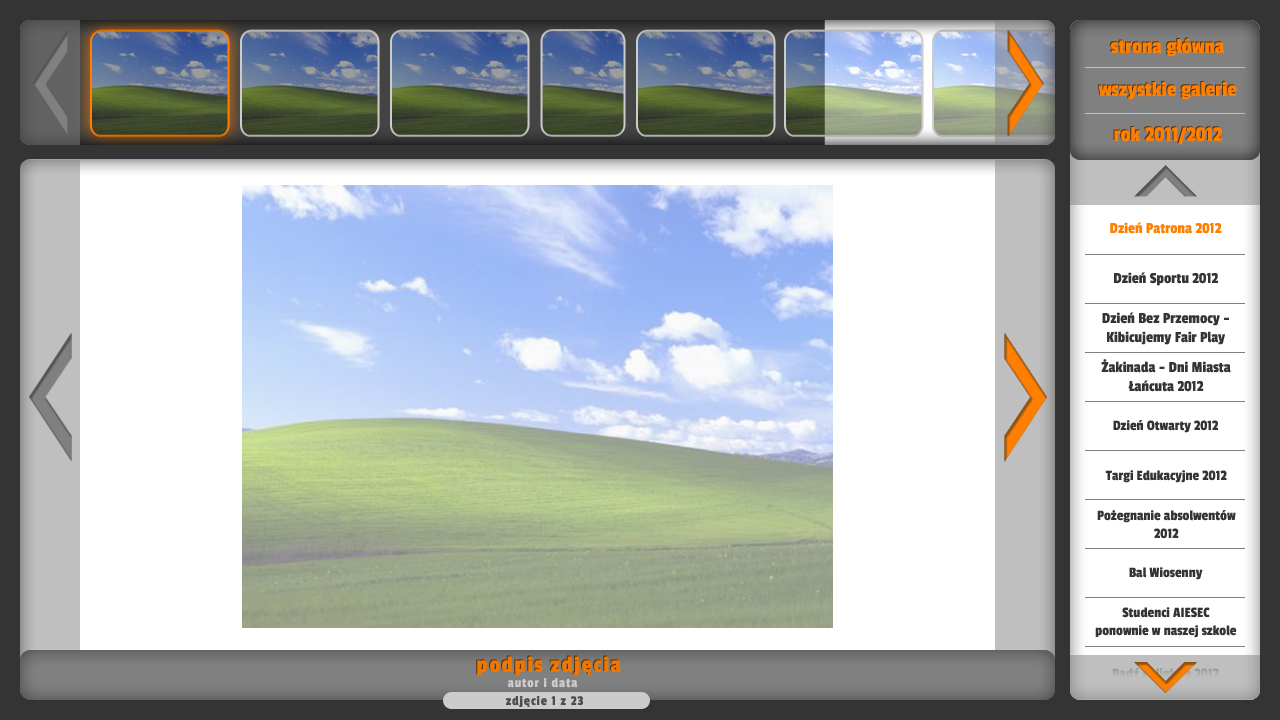 strona główna
wszystkie galerie
rok 2011/2012
Dzień Patrona 2012
Dzień Sportu 2012
Dzień Bez Przemocy -
Kibicujemy Fair Play
Żakinada - Dni Miasta
Łańcuta 2012
Dzień Otwarty 2012
Targi Edukacyjne 2012
Pożegnanie absolwentów
2012
Bal Wiosenny
Studenci AIESEC
ponownie w naszej szkole
2012
podpis zdjęcia
autor i data
zdjęcie 1 z 23